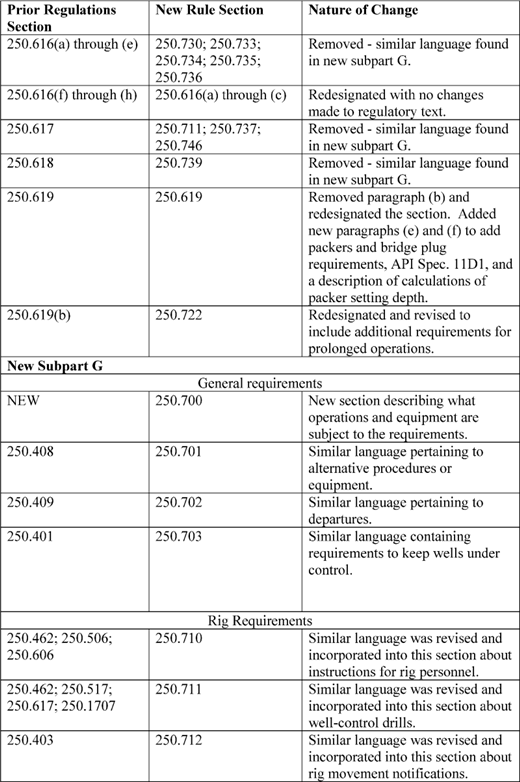 Prior Regulations Section | New Rule Section | Nature of Change
250.616(a) through (e) | 250.730; 250.733; 250.734; 250.735; 250.736 | Removed - similar language found in new subpart G.
250.616(f) through (h) | 250.616(a) through (c) | Redesignated with no changes made to regulatory text.
250.617 | 250.711; 250.737; 250.746 | Removed - similar language found in new subpart G.
250.618 | 250.739 | Removed - similar language found in new subpart G.
250.619 | 250.619 | Removed paragraph (b) and redesignated the section. Added new paragraphs (e) and (f) to add packers and bridge plug requirements, API Spec. 11D1, and a description of calculations of packer setting depth.
250.619(b) | 250.722 | Redesignated and revised to include additional requirements for prolonged operations.
New Subpart G
General requirements
NEW | 250.700 | New section describing what operations and equipment are subject to the requirements.
250.408 | 250.701 | Similar language pertaining to alternative procedures or equipment.
250.409 | 250.702 | Similar language pertaining to departures.
250.401 | 250.703 | Similar language containing requirements to keep wells under control.
Rig Requirements
250.462; 250.506; 250.606 | 250.710 | Similar language was revised and incorporated into this section about instructions for rig personnel.
250.462; 250.517; 250.617; 250.1707 | 250.711 | Similar language was revised and incorporated into this section about well-control drills.
250.403 | 250.712 | Similar language was revised and incorporated into this section about rig movement notifications.